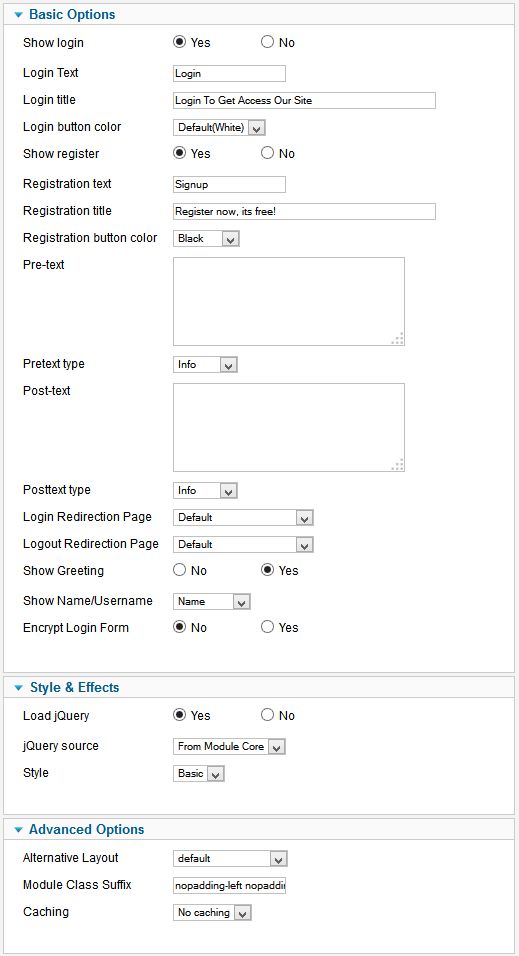 Basic Options
Show login Yes No
Login Text Login
Login title Login To Get Access Our Site
Login button color Default(White)
Show register Yes No
Registration text Signup
Registration title Register now, its free!
Registration button color Black
Pre-text
Pretext type Info
Post-text
Posttext type Info
Login Redirection Page Default
Logout Redirection Page Default
Show Greeting No Yes
Show Name/Username Name
Encrypt Login Form No Yes
Style & Effects
Load jQuery Yes No
jQuery source From Module Core
Style Basic
Advanced Options
Alternative Layout default
Module Class Suffix nopadding-left
Caching No caching